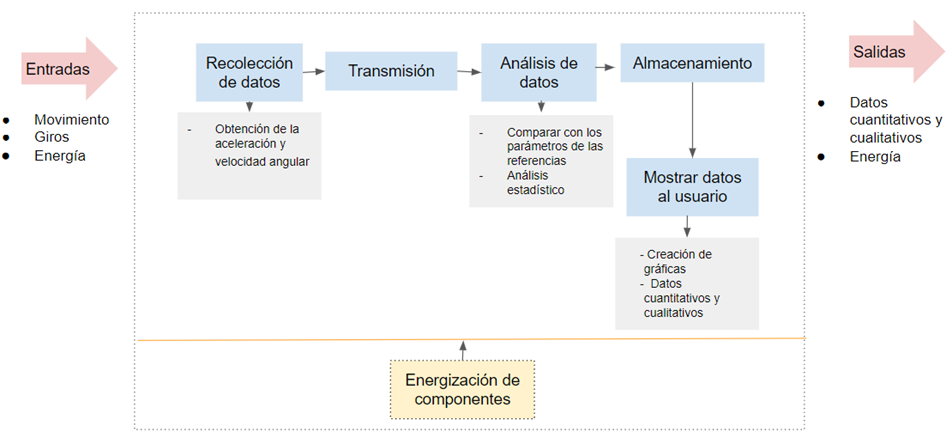 Entradas
● Movimiento
● Giros
● Energía
Recolección
de datos
- Obtención de la
aceleración y
velocidad angular
Transmisión
Análisis de
datos
- Comparar con los
parámetros de las
referencias
- Análisis
estadístico
Almacenamiento
Mostrar datos
al usuario
- Creación de
gráficas
- Datos
cuantitativos y
cualitativos
Energización de
componentes
Salidas
● Datos
cuantitativos y
cualitativos
● Energía